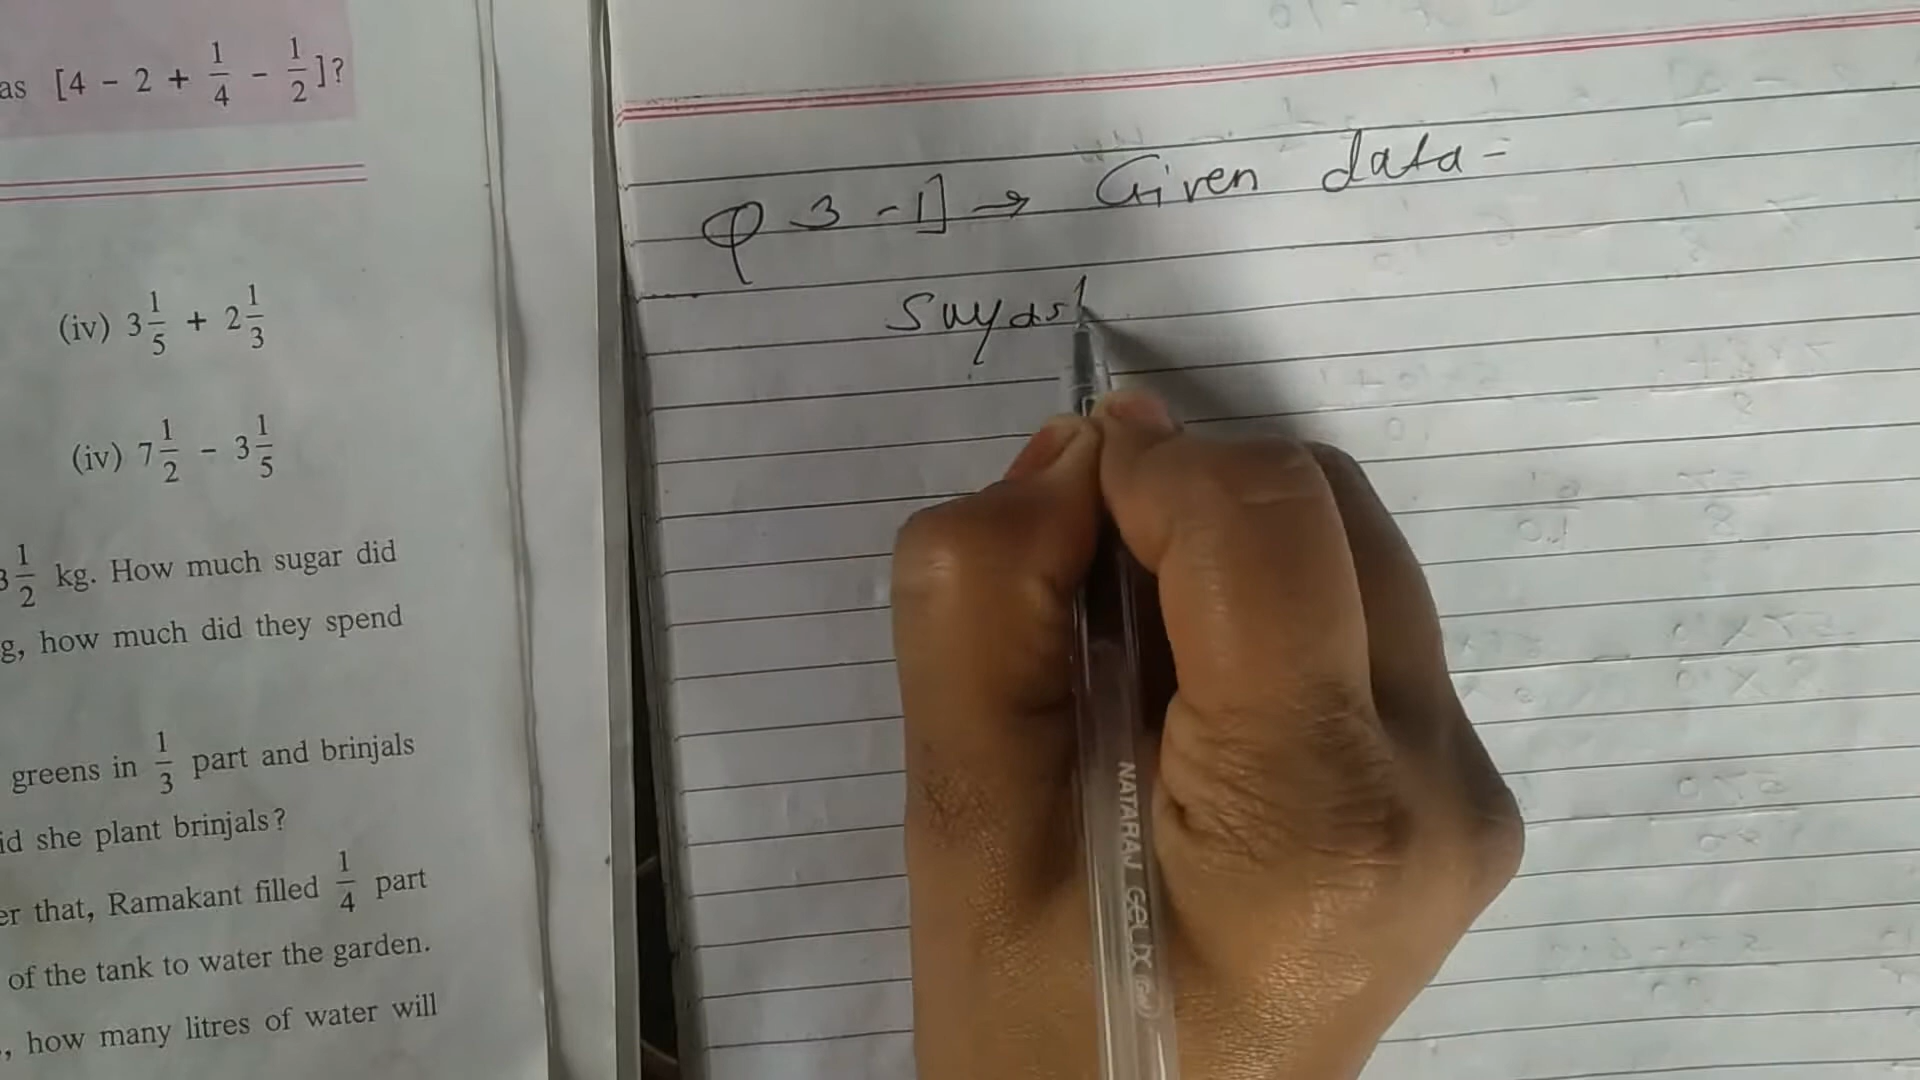 as [4 - 2 + 1/4 - 1/2]?
(iv) 3 1/5 + 2 1/3
(iv) 7 1/2 - 3 1/5
3 1/2 kg. How much sugar did
g, how much did they spend
greens in 1/3 part and brinjals
id she plant brinjals?
er that, Ramakant filled 1/4 part
of the tank to water the garden.
, how many litres of water will
Q 3 -1] → Given data -
Suyash
NATARAJ GELIX